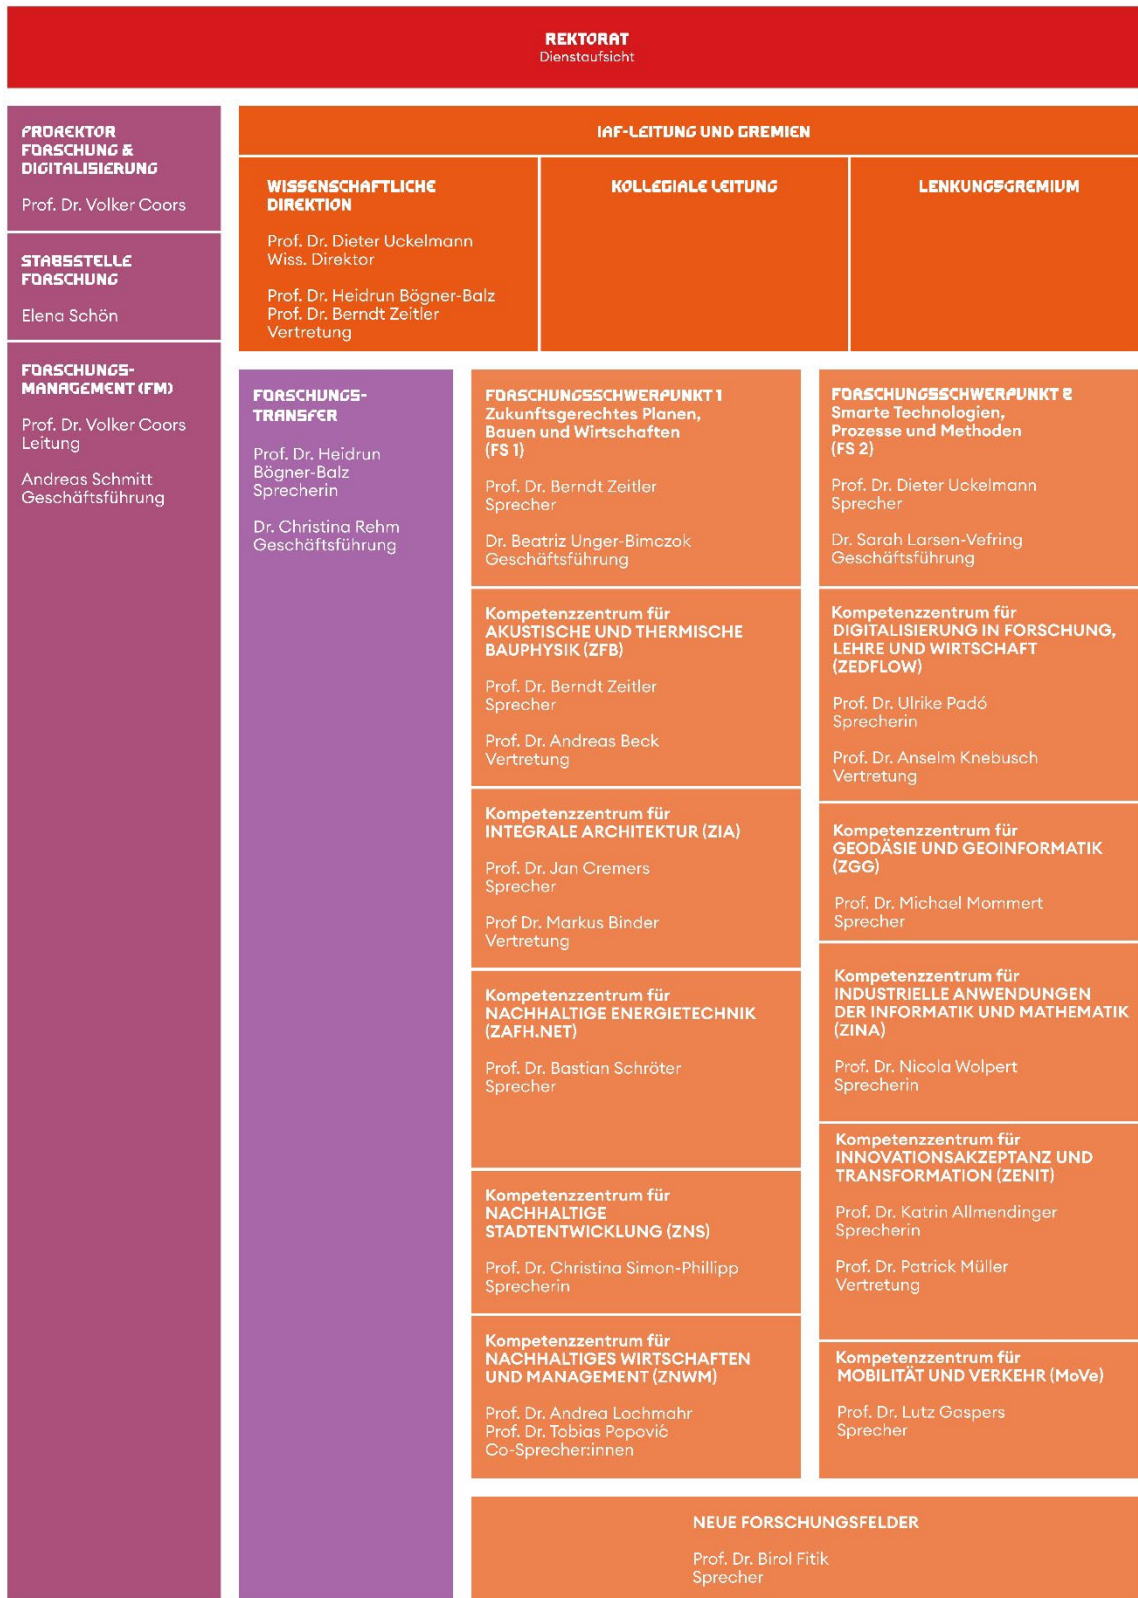 REKTORAT
Dienstaufsicht
PROREKTOR
FORSCHUNG &
DIGITALISIERUNG
Prof. Dr. Volker Coors
STABSSTELLE
FORSCHUNG
Elena Schön
FORSCHUNGS-
MANAGEMENT (FM)
Prof. Dr. Volker Coors
Leitung
Andreas Schmitt
Geschäftsführung
IAF-LEITUNG UND GREMIEN
WISSENSCHAFTLICHE
DIREKTION
Prof. Dr. Dieter Uckelmann
Wiss. Direktor
Prof. Dr. Heidrun Bögner-Balz
Prof. Dr. Berndt Zeitler
Vertretung
KOLLEGIALE LEITUNG
LENKUNGSGREMIUM
FORSCHUNGS-
TRANSFER
Prof. Dr. Heidrun
Bögner-Balz
Sprecherin
Dr. Christina Rehm
Geschäftsführung
FORSCHUNGSSCHWERPUNKT 1
Zukunftsgerechtes Planen,
Bauen und Wirtschaften
(FS 1)
Prof. Dr. Berndt Zeitler
Sprecher
Dr. Beatriz Unger-Bimczok
Geschäftsführung
Kompetenzzentrum für
AKUSTISCHE UND THERMISCHE
BAUPHYSIK (ZFB)
Prof. Dr. Berndt Zeitler
Sprecher
Prof. Dr. Andreas Beck
Vertretung
Kompetenzzentrum für
INTEGRALE ARCHITEKTUR (ZIA)
Prof. Dr. Jan Cremers
Sprecher
Prof Dr. Markus Binder
Vertretung
Kompetenzzentrum für
NACHHALTIGE ENERGIETECHNIK
(ZAFH.NET)
Prof. Dr. Bastian Schröter
Sprecher
Kompetenzzentrum für
NACHHALTIGE
STADTENTWICKLUNG (ZNS)
Prof. Dr. Christina Simon-Phillipp
Sprecherin
Kompetenzzentrum für
NACHHALTIGES WIRTSCHAFTEN
UND MANAGEMENT (ZNWM)
Prof. Dr. Andrea Lochmahr
Prof. Dr. Tobias Popović
Co-Sprecher:innen
FORSCHUNGSSCHWERPUNKT 2
Smarte Technologien,
Prozesse und Methoden
(FS 2)
Prof. Dr. Dieter Uckelmann
Sprecher
Dr. Sarah Larsen-Vefring
Geschäftsführung
Kompetenzzentrum für
DIGITALISIERUNG IN FORSCHUNG,
LEHRE UND WIRTSCHAFT
(ZEDFLOW)
Prof. Dr. Ulrike Padó
Sprecherin
Prof. Dr. Anselm Knebusch
Vertretung
Kompetenzzentrum für
GEODÄSIE UND GEOINFORMATIK
(ZGG)
Prof. Dr. Michael Mommert
Sprecher
Kompetenzzentrum für
INDUSTRIELLE ANWENDUNGEN
DER INFORMATIK UND MATHEMATIK
(ZINA)
Prof. Dr. Nicola Wolpert
Sprecherin
Kompetenzzentrum für
INNOVATIONSAKZEPTANZ UND
TRANSFORMATION (ZENIT)
Prof. Dr. Katrin Allmendinger
Sprecherin
Prof. Dr. Patrick Müller
Vertretung
Kompetenzzentrum für
MOBILITÄT UND VERKEHR (MoVe)
Prof. Dr. Lutz Gaspers
Sprecher
NEUE FORSCHUNGSFELDER
Prof. Dr. Birol Fitik
Sprecher